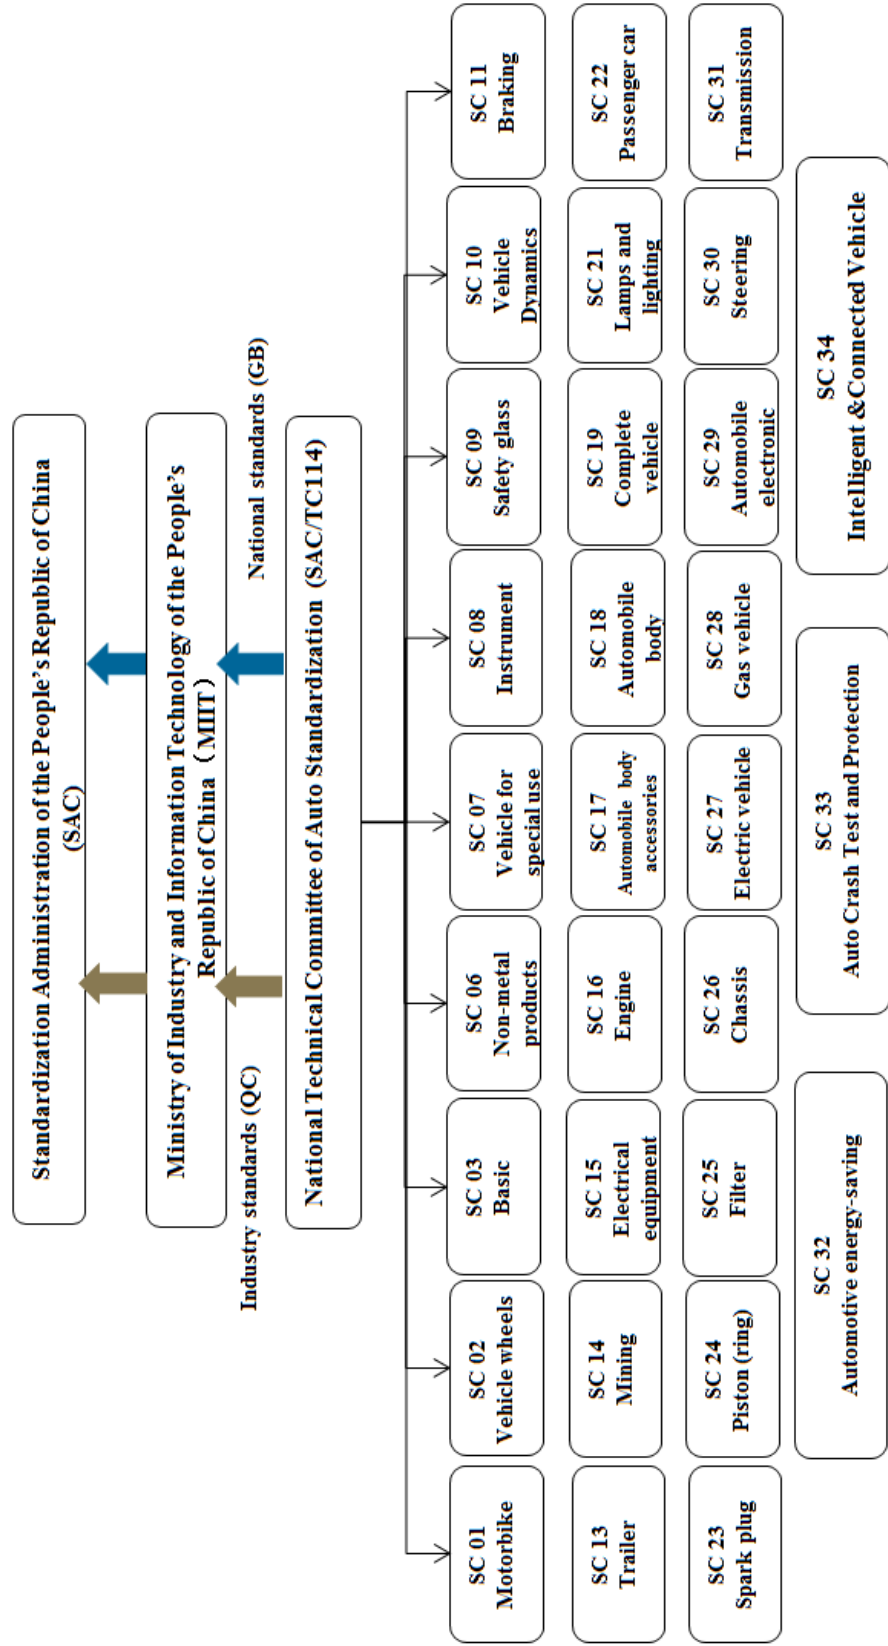 Standardization Administration of the People’s Republic of China
(SAC)
Ministry of Industry and Information Technology of the People’s
Republic of China（MIIT）
Industry standards (QC)
National standards (GB)
National Technical Committee of Auto Standardization (SAC/TC114)
SC 01
Motorbike
SC 02
Vehicle wheels
SC 03
Basic
SC 06
Non-metal
products
SC 07
Vehicle for
special use
SC 08
Instrument
SC 09
Safety glass
SC 10
Vehicle
Dynamics
SC 11
Braking
SC 13
Trailer
SC 14
Mining
SC 15
Electrical
equipment
SC 16
Engine
SC 17
Automobile body
accessories
SC 18
Automobile
body
SC 19
Complete
vehicle
SC 21
Lamps and
lighting
SC 22
Passenger car
SC 23
Spark plug
SC 24
Piston (ring)
SC 25
Filter
SC 26
Chassis
SC 27
Electric vehicle
SC 28
Gas vehicle
SC 29
Automobile
electronic
SC 30
Steering
SC 31
Transmission
SC 32
Automotive energy-saving
SC 33
Auto Crash Test and Protection
SC 34
Intelligent &Connected Vehicle